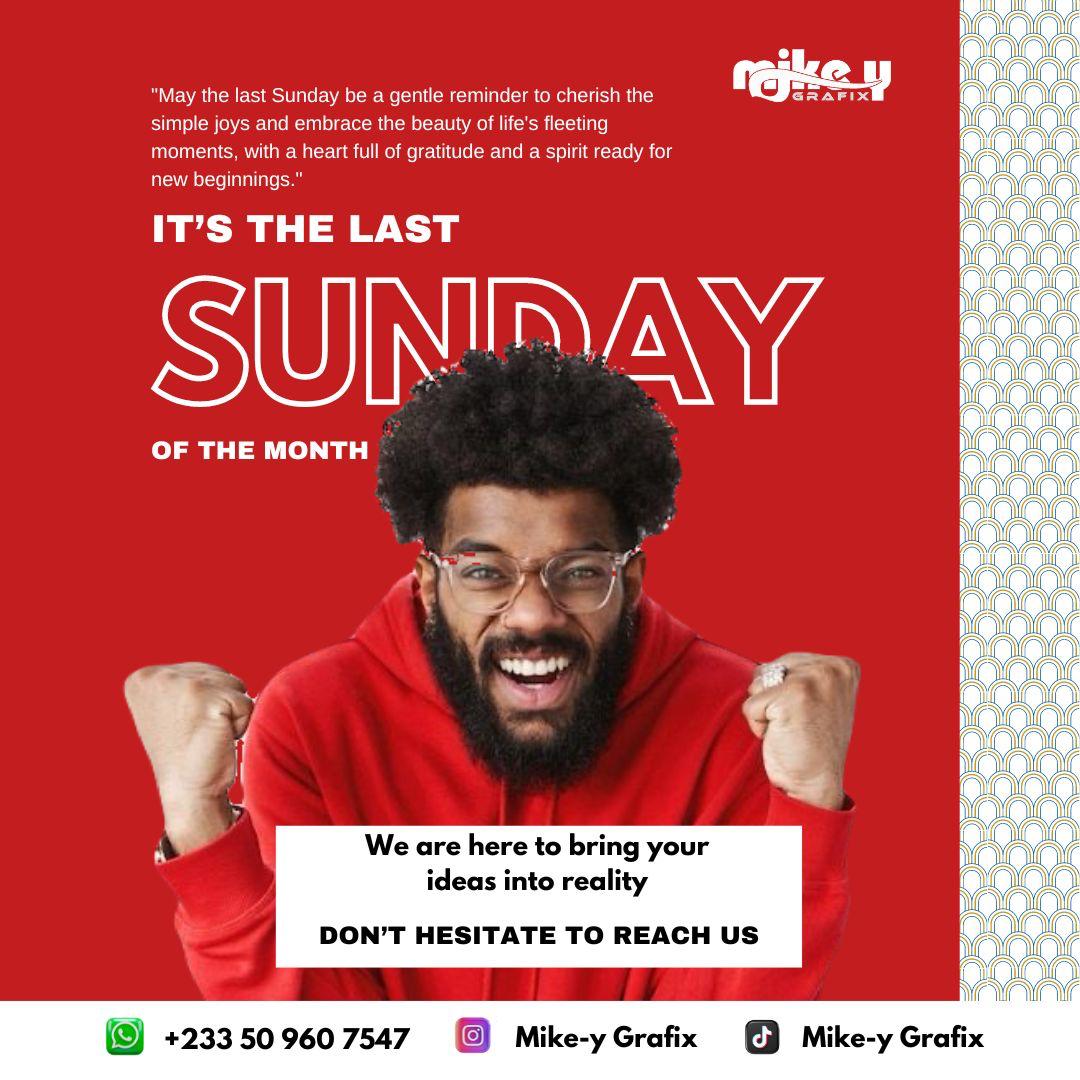 mike-y
GRAFIX
"May the last Sunday be a gentle reminder to cherish the
simple joys and embrace the beauty of life's fleeting
moments, with a heart full of gratitude and a spirit ready for
new beginnings."
IT’S THE LAST
SUNDAY
OF THE MONTH
We are here to bring your
ideas into reality
DON’T HESITATE TO REACH US
+233 50 960 7547 Mike-y Grafix Mike-y Grafix